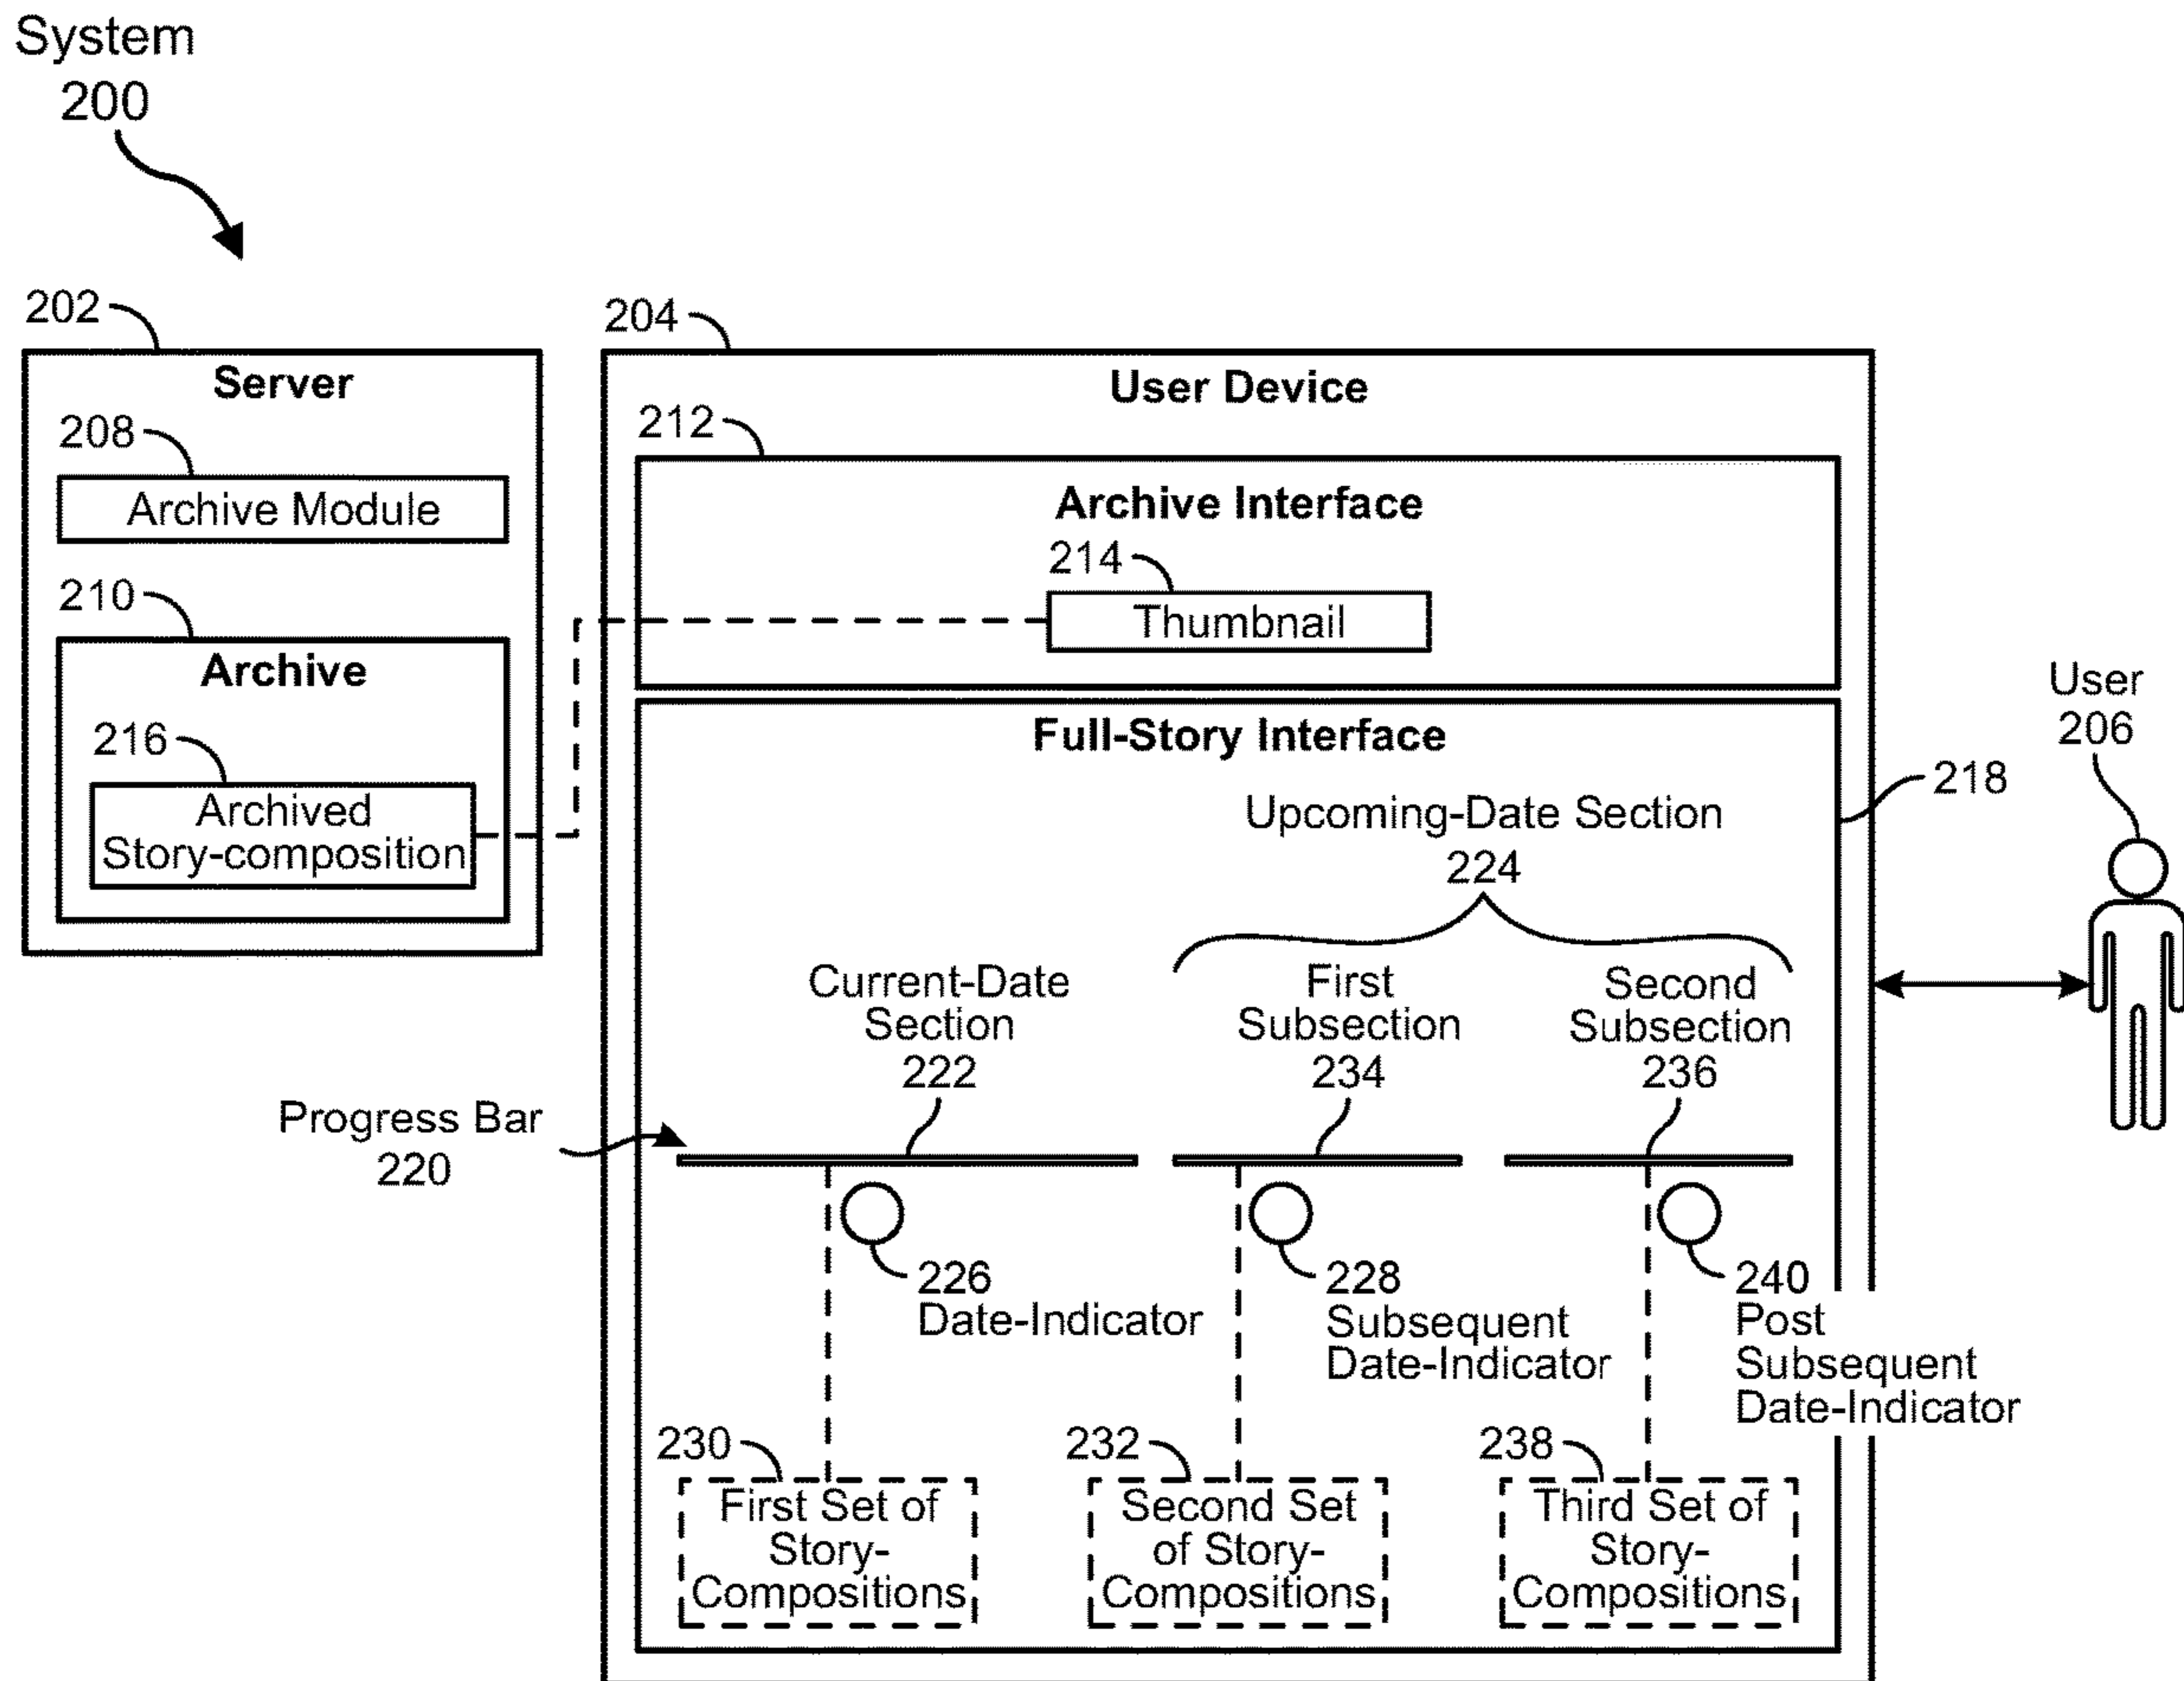 System
200
202
Server
208
Archive Module
210
Archive
216
Archived
Story-composition
204
User Device
212
Archive Interface
214
Thumbnail
Full-Story Interface
218
User
206
Upcoming-Date Section
224
Current-Date
Section
222
First
Subsection
234
Second
Subsection
236
Progress Bar
220
226
Date-Indicator
228
Subsequent
Date-Indicator
240
Post
Subsequent
Date-Indicator
230
First Set of
Story-
Compositions
232
Second Set
of Story-
Compositions
238
Third Set of
Story-
Compositions